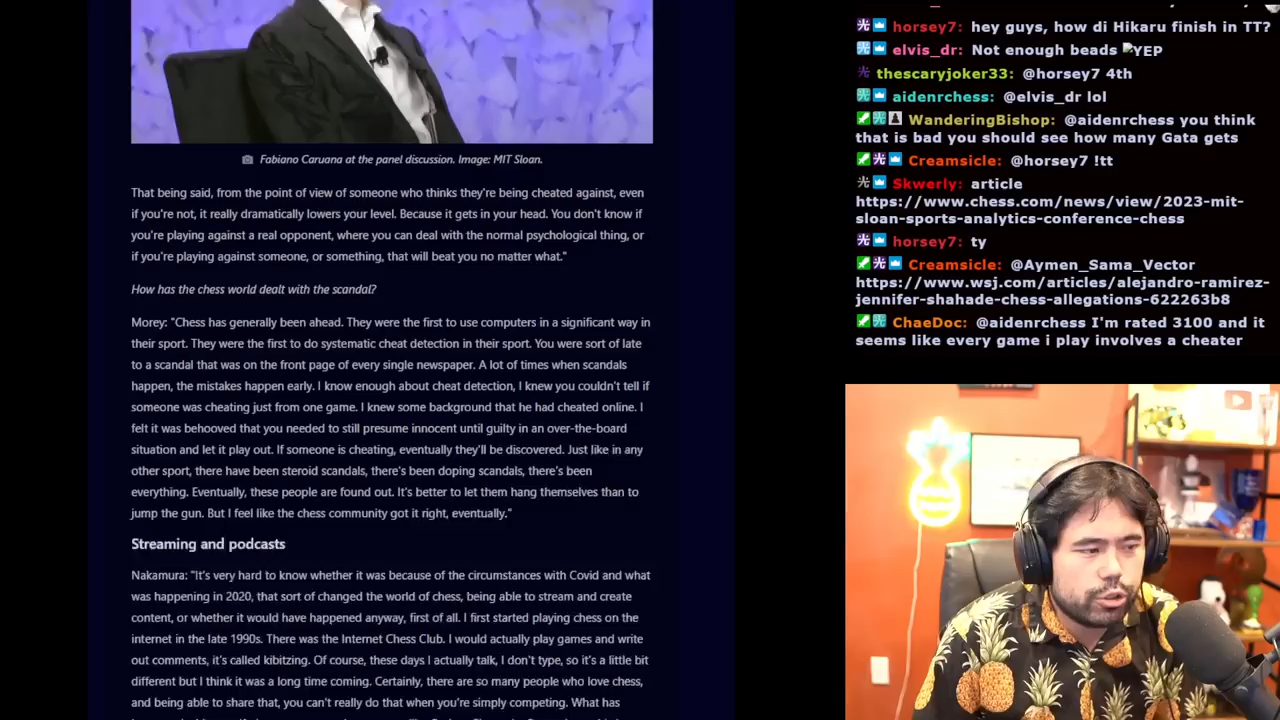 Fabiano Caruana at the panel discussion. Image: MIT Sloan.
That being said, from the point of view of someone who thinks they're being cheated against, even
if you're not, it really dramatically lowers your level. Because it gets in your head. You don't know if
you're playing against a real opponent, where you can deal with the normal psychological thing, or
if you're playing against someone, or something, that will beat you no matter what."
How has the chess world dealt with the scandal?
Morey: "Chess has generally been ahead. They were the first to use computers in a significant way in
their sport. They were the first to do systematic cheat detection in their sport. You were sort of late
to a scandal that was on the front page of every single newspaper. A lot of times when scandals
happen, the mistakes happen early. I know enough about cheat detection, I knew you couldn't tell if
someone was cheating just from one game. I knew some background that he had cheated online. I
felt it was behooved that you needed to still presume innocent until guilty in an over-the-board
situation and let it play out. If someone is cheating, eventually they'll be discovered. Just like in any
other sport, there have been steroid scandals, there's been doping scandals, there's been
everything. Eventually, these people are found out. It's better to let them hang themselves than to
jump the gun. But I feel like the chess community got it right, eventually."
Streaming and podcasts
Nakamura: "It's very hard to know whether it was because of the circumstances with Covid and what
was happening in 2020, that sort of changed the world of chess, being able to stream and create
content, or whether it would have happened anyway, first of all. I first started playing chess on the
internet in the late 1990s. There was the Internet Chess Club. I would actually play games and write
out comments, it's called kibitzing. Of course, these days I actually talk, I don't type, so it's a little bit
different but I think it was a long time coming. Certainly, there are so many people who love chess,
and being able to share that, you can't really do that when you're simply competing. What has
horsey7: hey guys, how di Hikaru finish in TT?
elvis_dr: Not enough beads YEP
thescaryjoker33: @horsey7 4th
aidenrchess: @elvis_dr lol
WanderingBishop: @aidenrchess you think
that is bad you should see how many Gata gets
Creamsicle: @horsey7 !tt
Skwerly: article
https://www.chess.com/news/view/2023-mit-
sloan-sports-analytics-conference-chess
horsey7: ty
Creamsicle: @Aymen_Sama_Vector
https://www.wsj.com/articles/alejandro-ramirez-
jennifer-shahade-chess-allegations-622263b8
ChaeDoc: @aidenrchess I'm rated 3100 and it
seems like every game i play involves a cheater